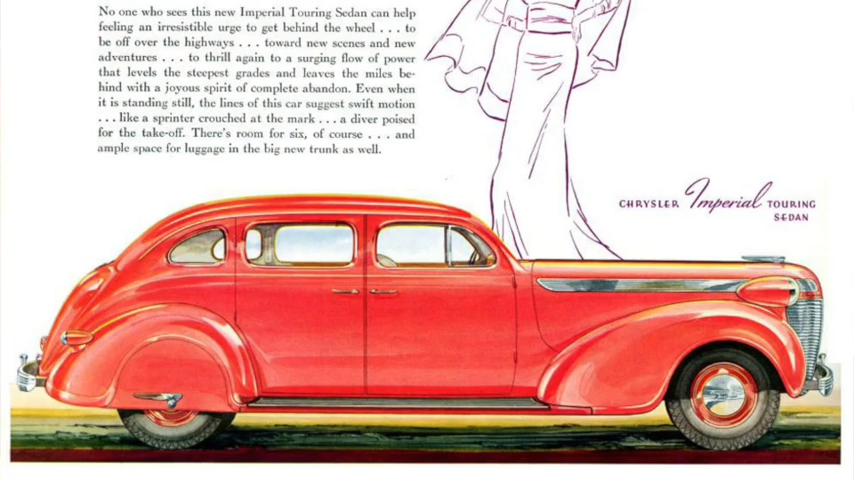 No one who sees this new Imperial Touring Sedan can help
feeling an irresistible urge to get behind the wheel . . . to
be off over the highways . . . toward new scenes and new
adventures . . . to thrill again to a surging flow of power
that levels the steepest grades and leaves the miles be-
hind with a joyous spirit of complete abandon. Even when
it is standing still, the lines of this car suggest swift motion
. . . like a sprinter crouched at the mark . . . a diver poised
for the take-off. There's room for six, of course . . . and
ample space for luggage in the big new trunk as well.
CHRYSLER Imperial TOURING
SEDAN